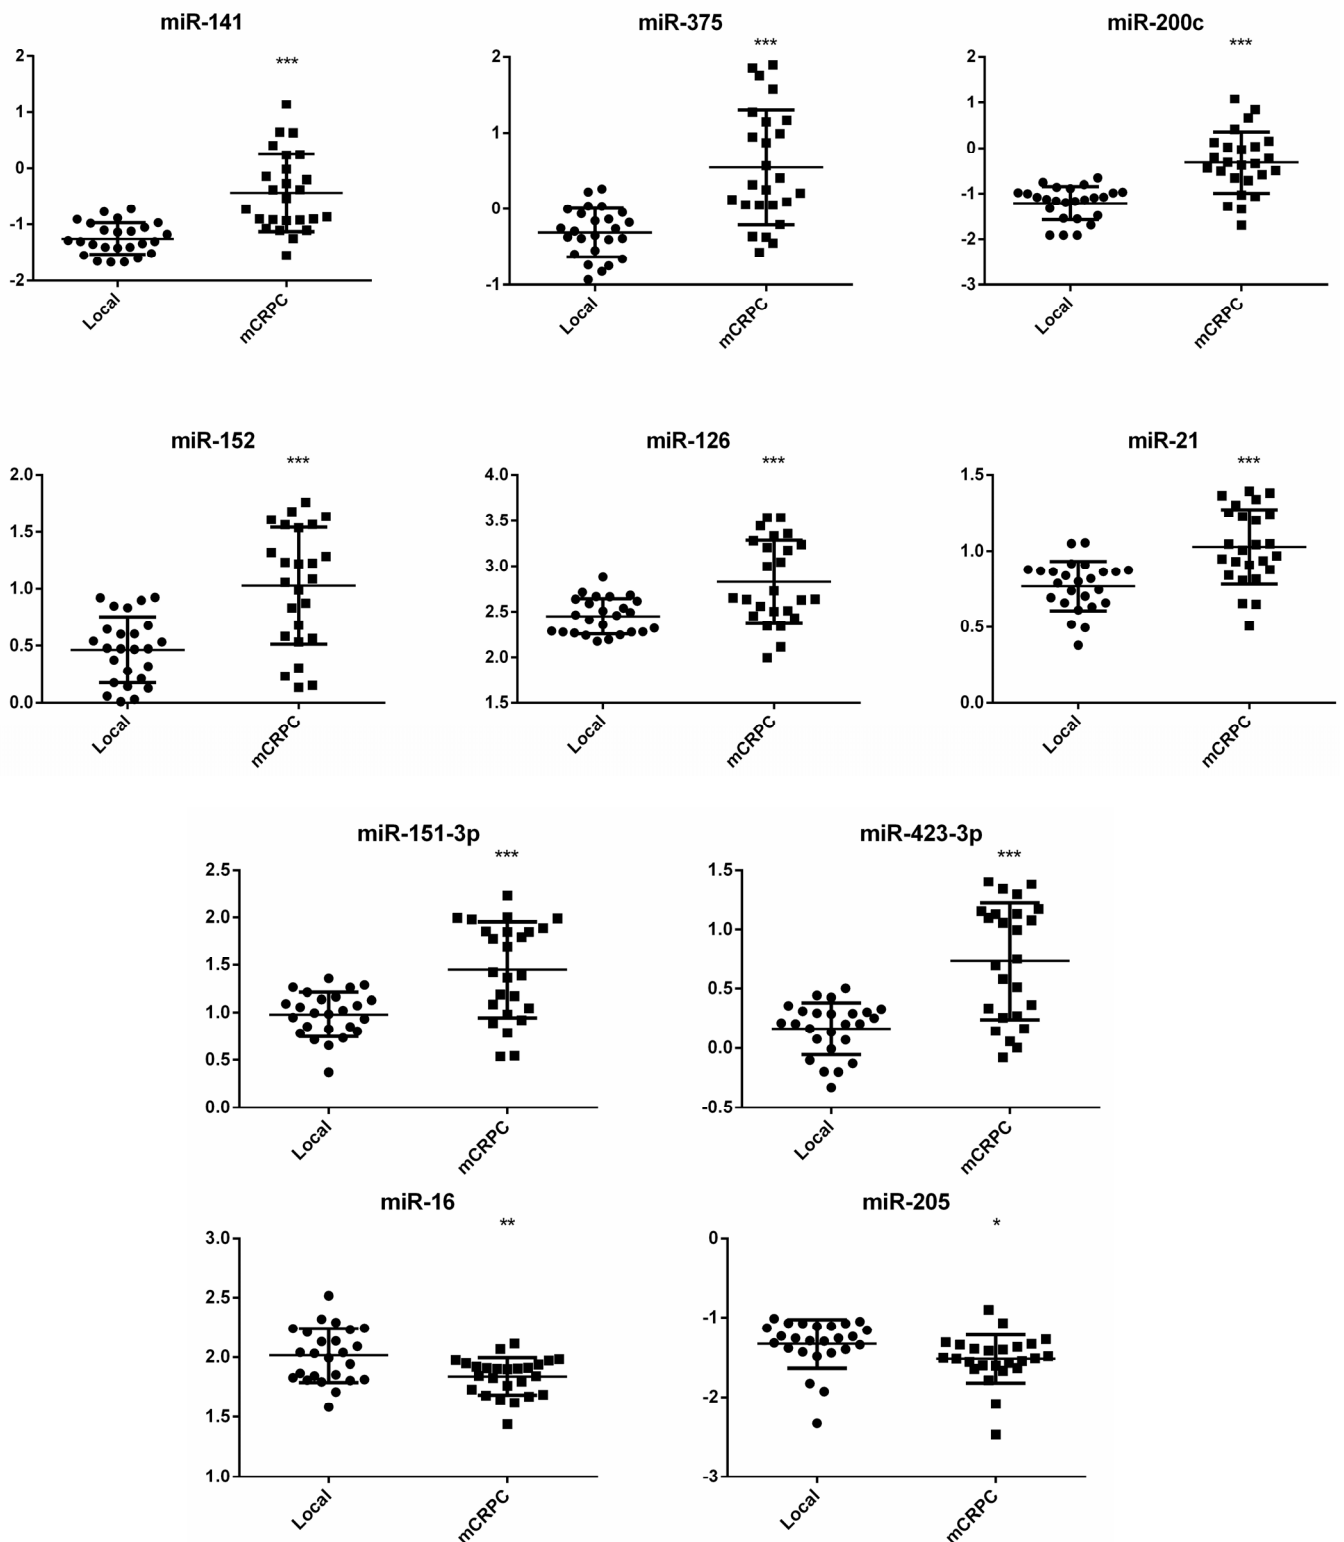 miR-141
***
2
1
0
-1
-2
Local
mCRPC
miR-375
***
2
1
0
-1
Local
mCRPC
miR-200c
***
2
1
0
-1
-2
-3
Local
mCRPC
miR-152
***
2.0
1.5
1.0
0.5
0.0
Local
mCRPC
miR-126
***
4.0
3.5
3.0
2.5
2.0
1.5
Local
mCRPC
miR-21
***
1.5
1.0
0.5
0.0
Local
mCRPC
miR-151-3p
***
2.5
2.0
1.5
1.0
0.5
0.0
Local
mCRPC
miR-423-3p
***
1.5
1.0
0.5
0.0
-0.5
Local
mCRPC
miR-16
**
3.0
2.5
2.0
1.5
1.0
Local
mCRPC
miR-205
*
0
-1
-2
-3
Local
mCRPC